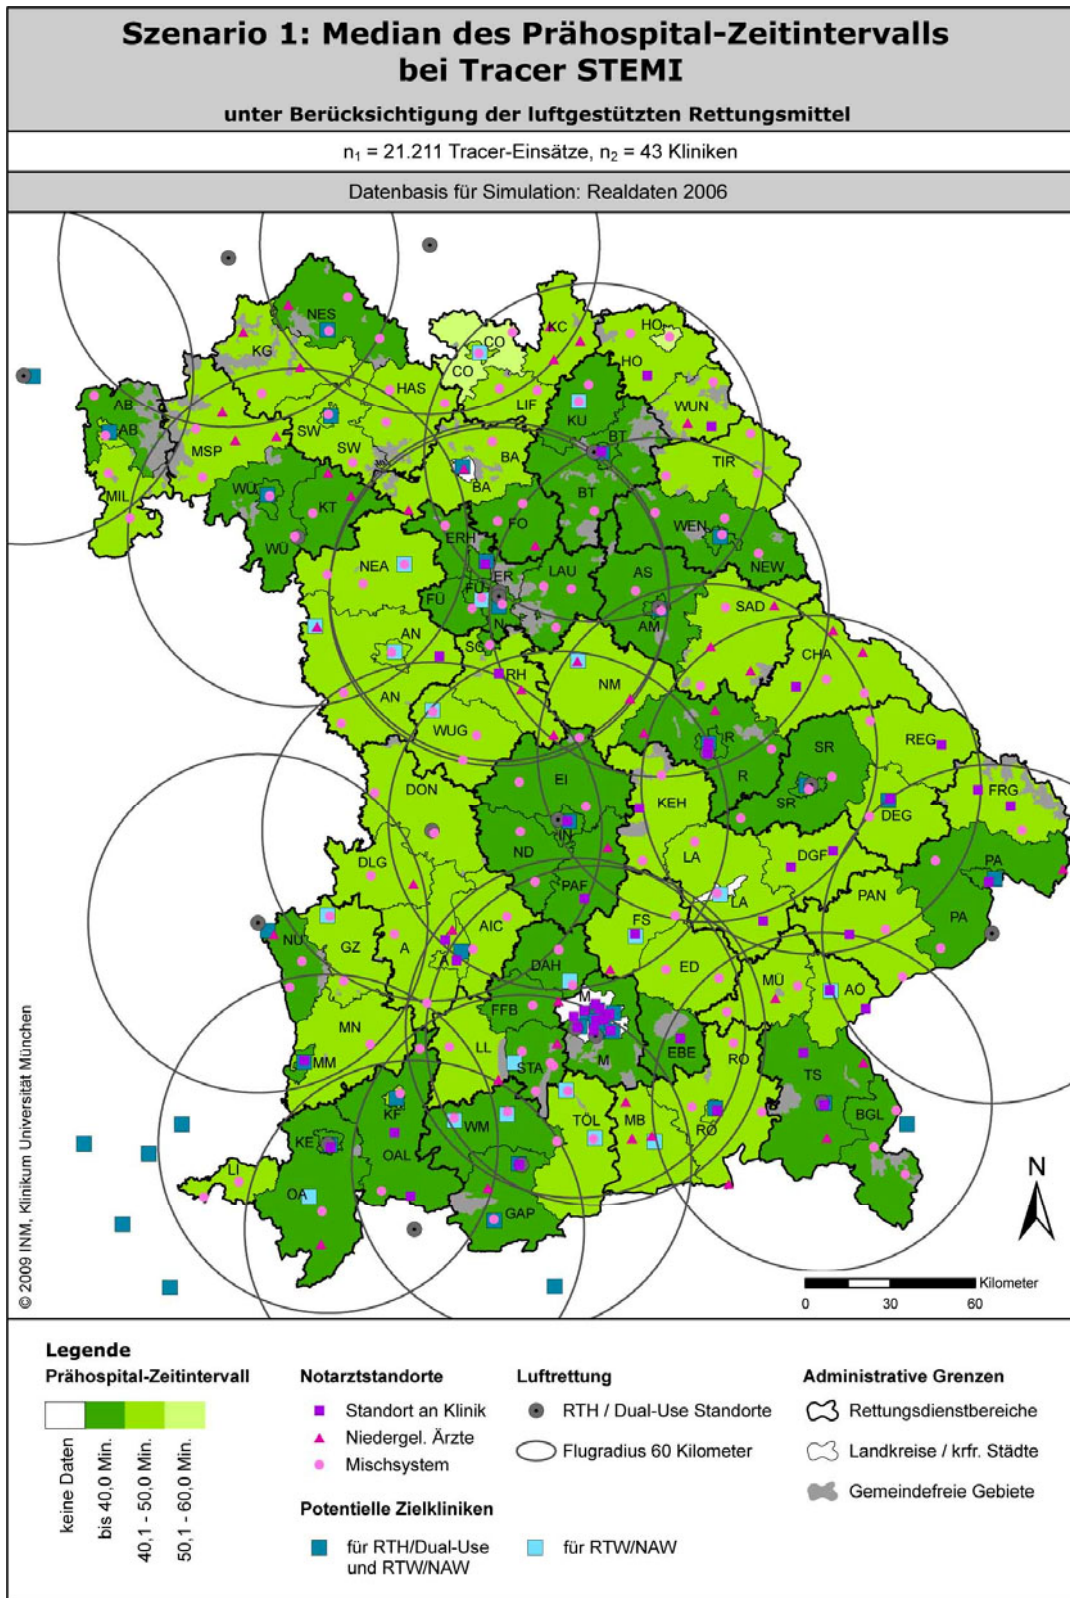 Szenario 1: Median des Prähospital-Zeitintervalls
bei Tracer STEMI
unter Berücksichtigung der luftgestützten Rettungsmittel
n₁ = 21.211 Tracer-Einsätze, n₂ = 43 Kliniken
Datenbasis für Simulation: Realdaten 2006
NES
KC
HO
CO
KG
HO
CO
HAS
LIF
AB
KU
WUN
AB
SW
BT
MSP
SW
BA
TIR
BA
MIL
WÜ
KT
BT
FO
WEN
WÜ
ERH
NEA
ER
LAU
AS
NEW
FÜ
FÜ
N
SAD
AN
AM
SC
CHA
RH
NM
AN
WUG
R
SR
REG
EI
R
DON
KEH
SR
FRG
DEG
IN
ND
LA
DGF
DLG
PA
PAF
LA
PAN
AIC
FS
PA
NU
GZ
A
A
DAH
ED
MÜ
AÖ
M
MN
FFB
LL
RO
STA
M
EBE
MM
TS
KF
BGL
WM
TÖL
MB
RO
KE
OAL
LI
OA
GAP
N
Kilometer
0 30 60
© 2009 INM, Klinikum Universität München
Legende
Prähospital-Zeitintervall
keine Daten
bis 40,0 Min.
40,1 - 50,0 Min.
50,1 - 60,0 Min.
Notarztstandorte
Standort an Klinik
Niedergel. Ärzte
Mischsystem
Potentielle Zielkliniken
für RTH/Dual-Use
und RTW/NAW
für RTW/NAW
Luftrettung
RTH / Dual-Use Standorte
Flugradius 60 Kilometer
Administrative Grenzen
Rettungsdienstbereiche
Landkreise / krfr. Städte
Gemeindefreie Gebiete